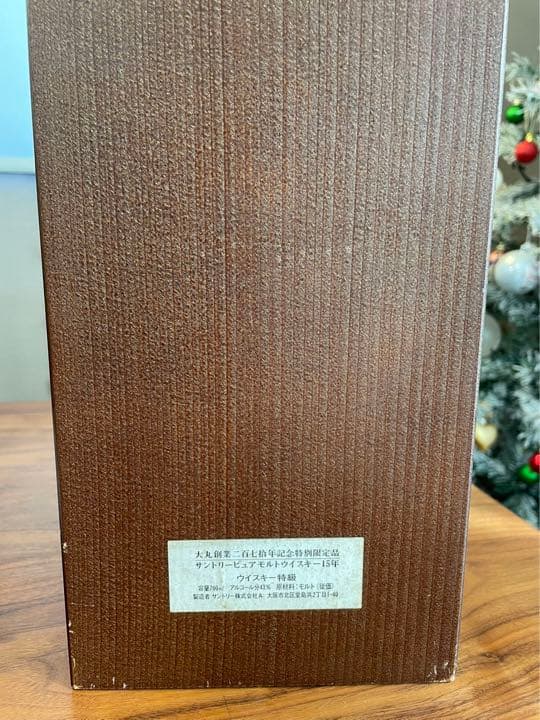 大丸創業二百七拾年記念特別限定品
サントリーピュアモルトウイスキー15年
ウイスキー特級
容量760㎖ アルコール分43% 原材料:モルト(従価)
製造者 サントリー株式会社A: 大阪市北区堂島浜2丁目1-40